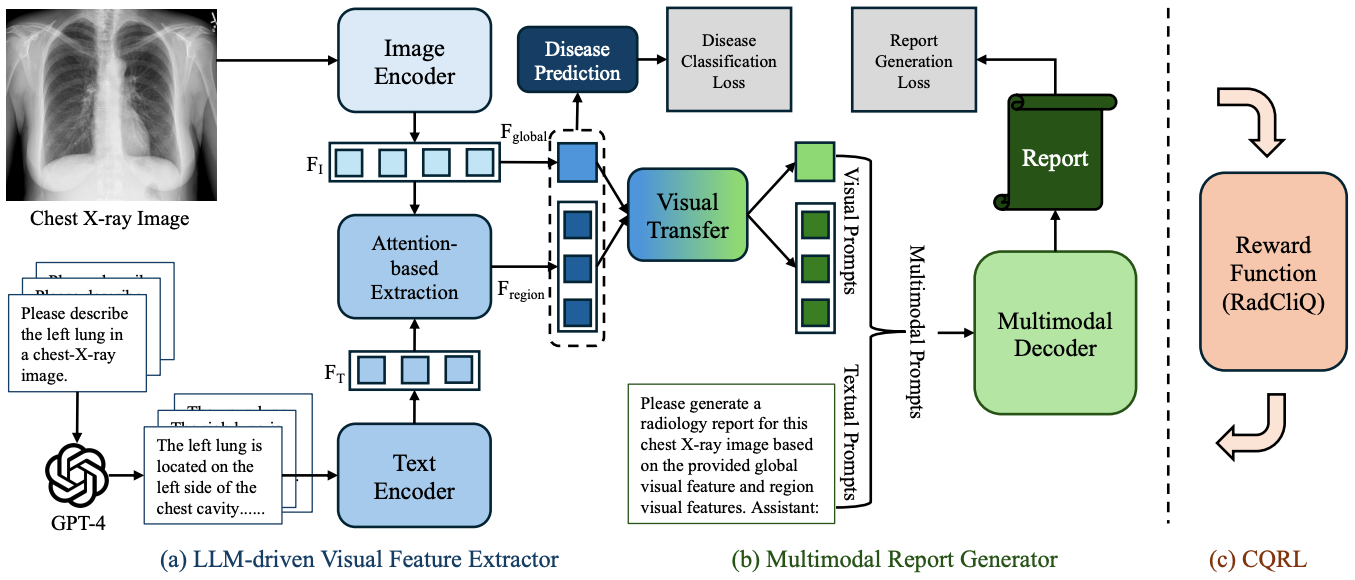 Chest X-ray Image
Image
Encoder
F_I
Attention-
based
Extraction
F_T
Text
Encoder
Please describe
the left lung in
a chest-X-ray
image.
GPT-4
The left lung is
located on the
left side of the
chest cavity......
F_global
F_region
Disease
Prediction
Disease
Classification
Loss
Visual
Transfer
Visual Prompts
Textual Prompts
Multimodal Prompts
Please generate a
radiology report for this
chest X-ray image based
on the provided global
visual feature and region
visual features. Assistant:
Multimodal
Decoder
Report
Report
Generation
Loss
Reward
Function
(RadCliQ)
(a) LLM-driven Visual Feature Extractor
(b) Multimodal Report Generator
(c) CQRL